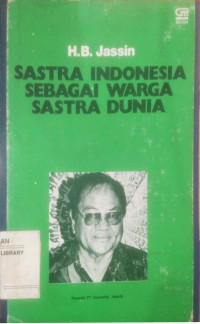 H.B. Jassin
SASTRA INDONESIA
SEBAGAI WARGA
SASTRA DUNIA
AN
LIBRARY